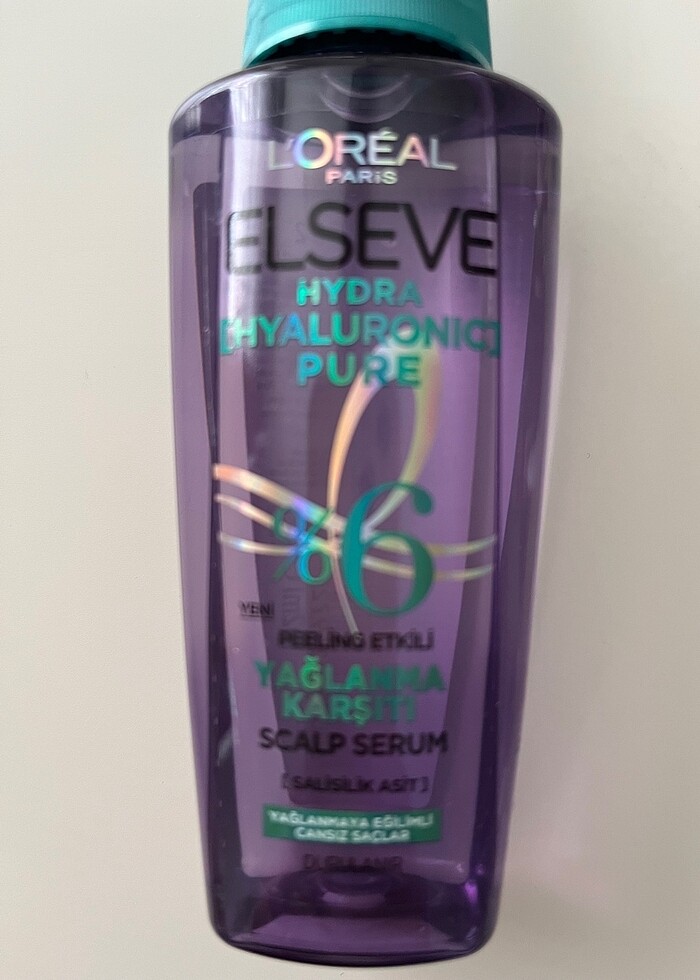 L'ORÉAL
PARiS
ELSEVE
HYDRA
[HYALURONIC]
PURE
%6
YENİ
PEELİNG ETKİLİ
YAĞLANMA
KARŞITI
SCALP SERUM
[SALİSİLİK ASİT]
YAĞLANMAYA EĞİLİMLİ
CANSIZ SAÇLAR
DURULANIR